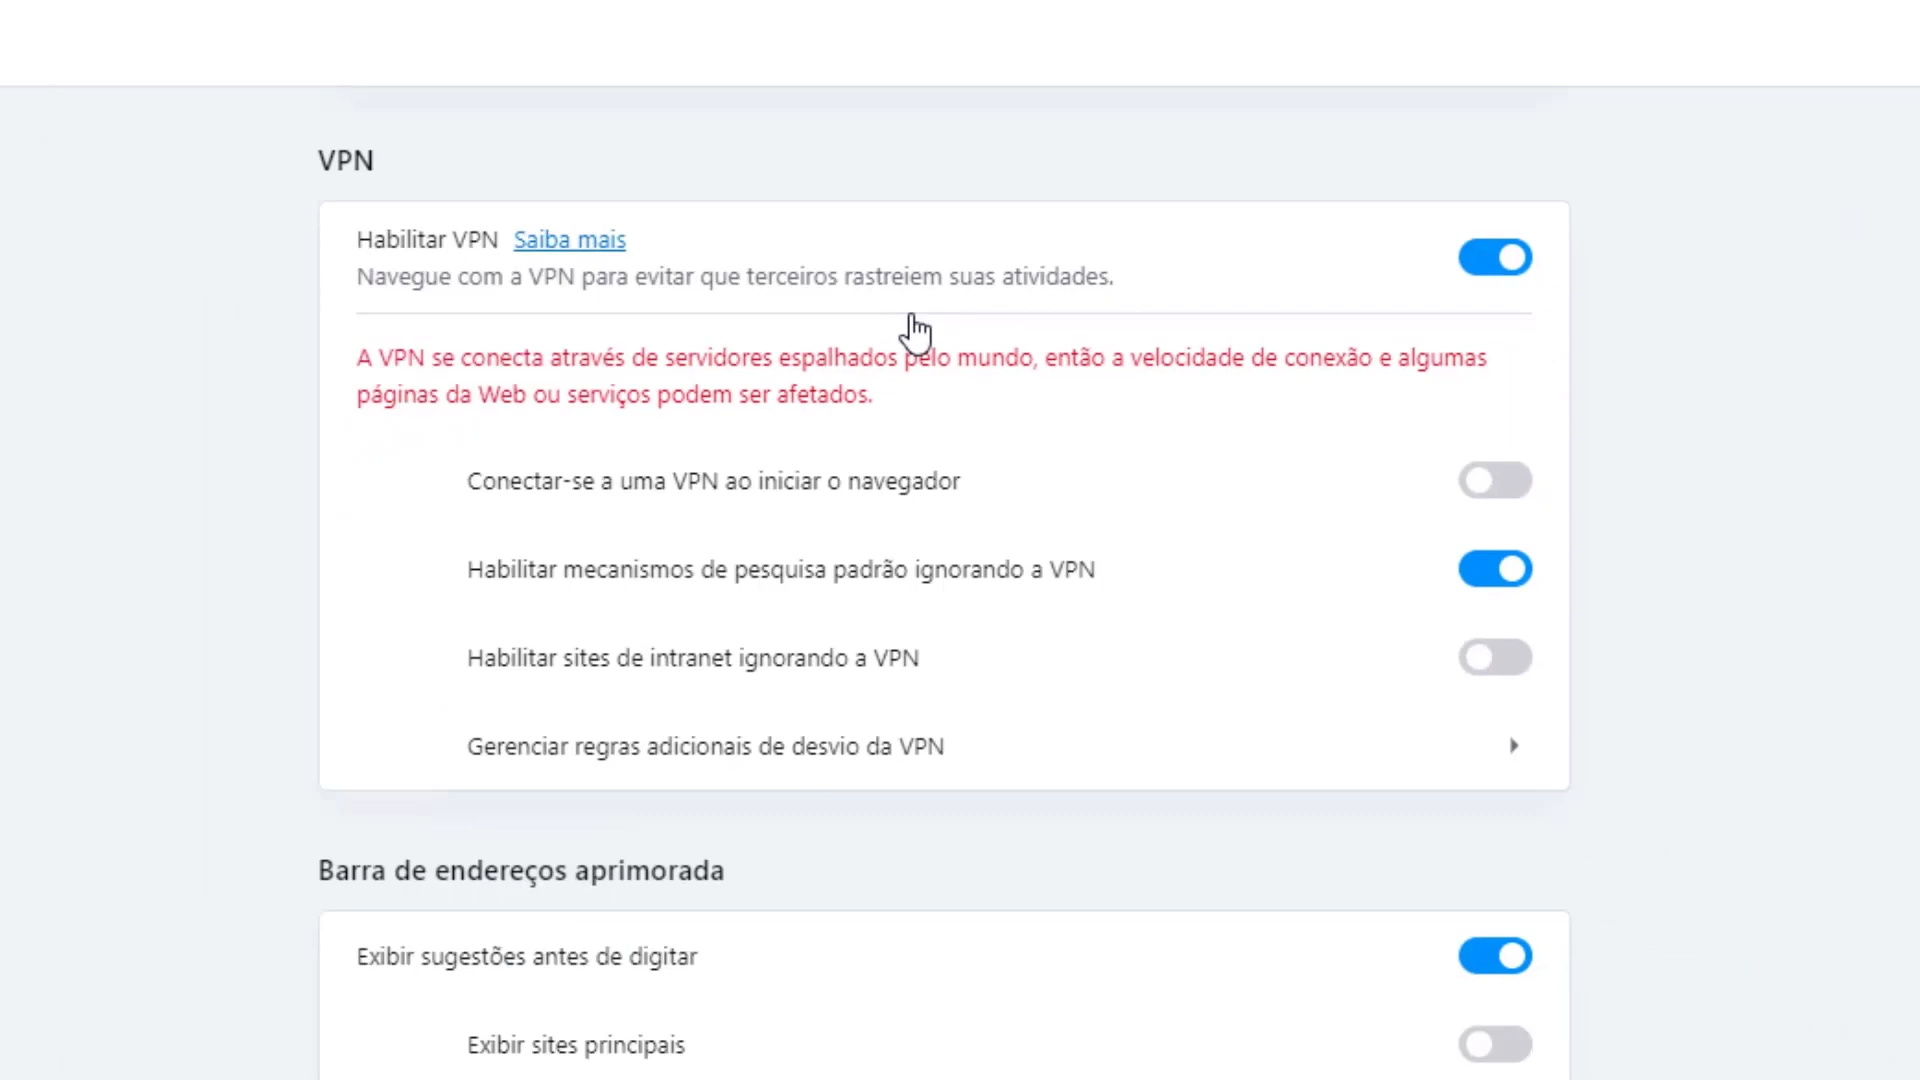 VPN
Habilitar VPN Saiba mais
Navegue com a VPN para evitar que terceiros rastreiem suas atividades.
A VPN se conecta através de servidores espalhados pelo mundo, então a velocidade de conexão e algumas
páginas da Web ou serviços podem ser afetados.
Conectar-se a uma VPN ao iniciar o navegador
Habilitar mecanismos de pesquisa padrão ignorando a VPN
Habilitar sites de intranet ignorando a VPN
Gerenciar regras adicionais de desvio da VPN
Barra de endereços aprimorada
Exibir sugestões antes de digitar
Exibir sites principais